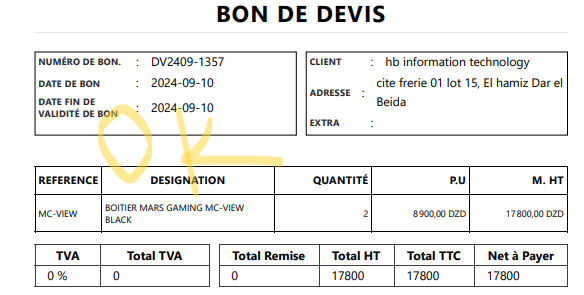 BON DE DEVIS
NUMÉRO DE BON. : DV2409-1357
DATE DE BON : 2024-09-10
DATE FIN DE VALIDITÉ DE BON : 2024-09-10
CLIENT : hb information technology
ADRESSE : cite frerie 01 lot 15, El hamiz Dar el
Beida
EXTRA :
OK
REFERENCE DESIGNATION QUANTITÉ P.U M. HT
MC-VIEW BOITIER MARS GAMING MC-VIEW BLACK 2 8 900,00 DZD 17 800,00 DZD
TVA Total TVA Total Remise Total HT Total TTC Net à Payer
0 % 0 0 17800 17800 17800